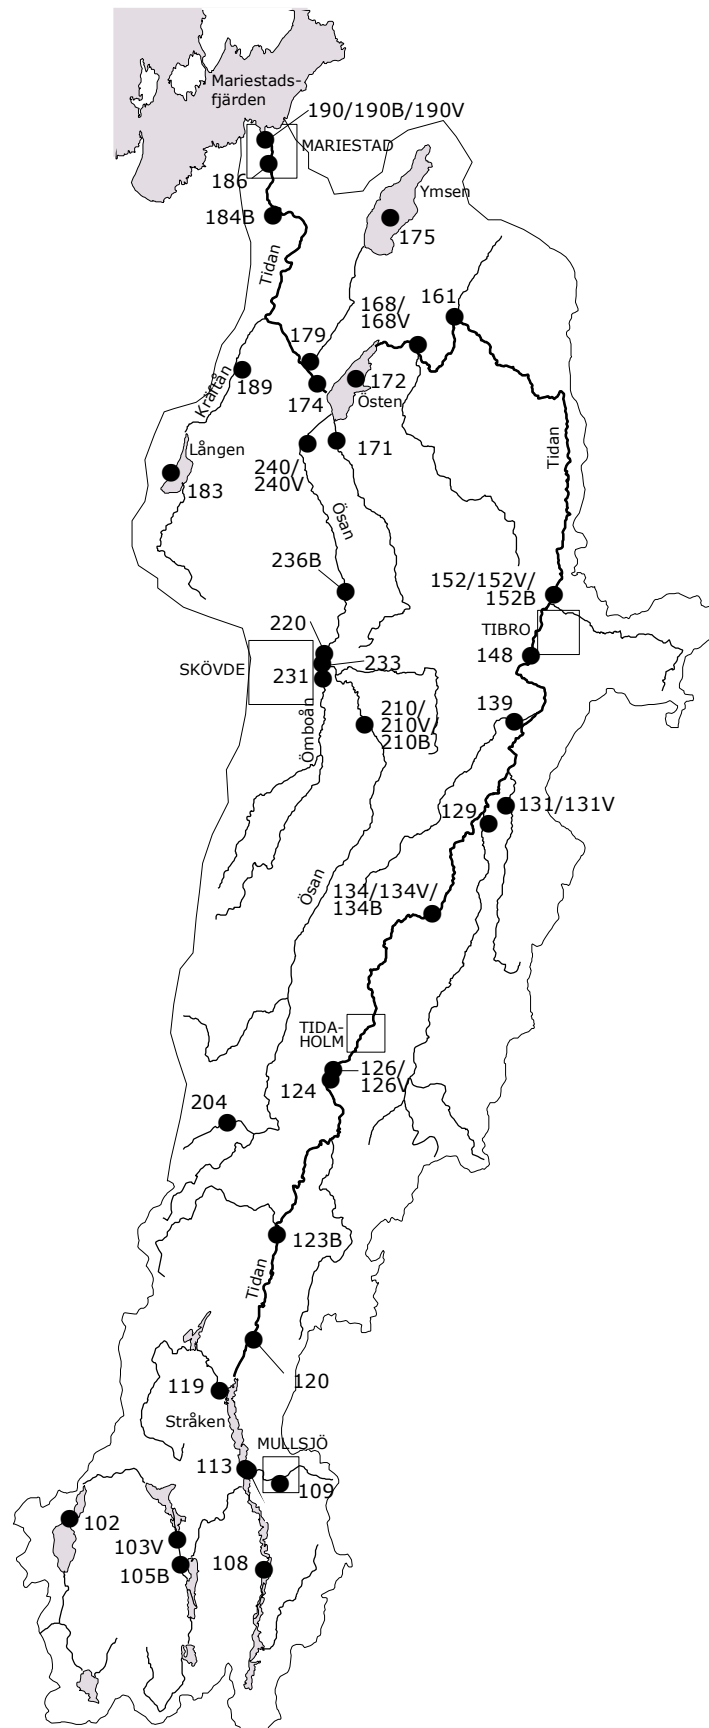 Mariestads-
fjärden
190/190B/190V
MARIESTAD
186
Ymsen
184B
175
Tidan
161
168/
168V
179
189
172
Kräftån
174
Östen
Lången
171
Tidan
240/
240V
183
Ösan
236B
152/152V/
152B
220
TIBRO
233
148
SKÖVDE
231
139
210/
210V/
210B
Ömboån
131/131V
129
Ösan
134/134V/
134B
TIDA-
HOLM
126/
126V
124
204
123B
Tidan
120
119
Stråken
MULLSJÖ
113
109
102
103V
108
105B